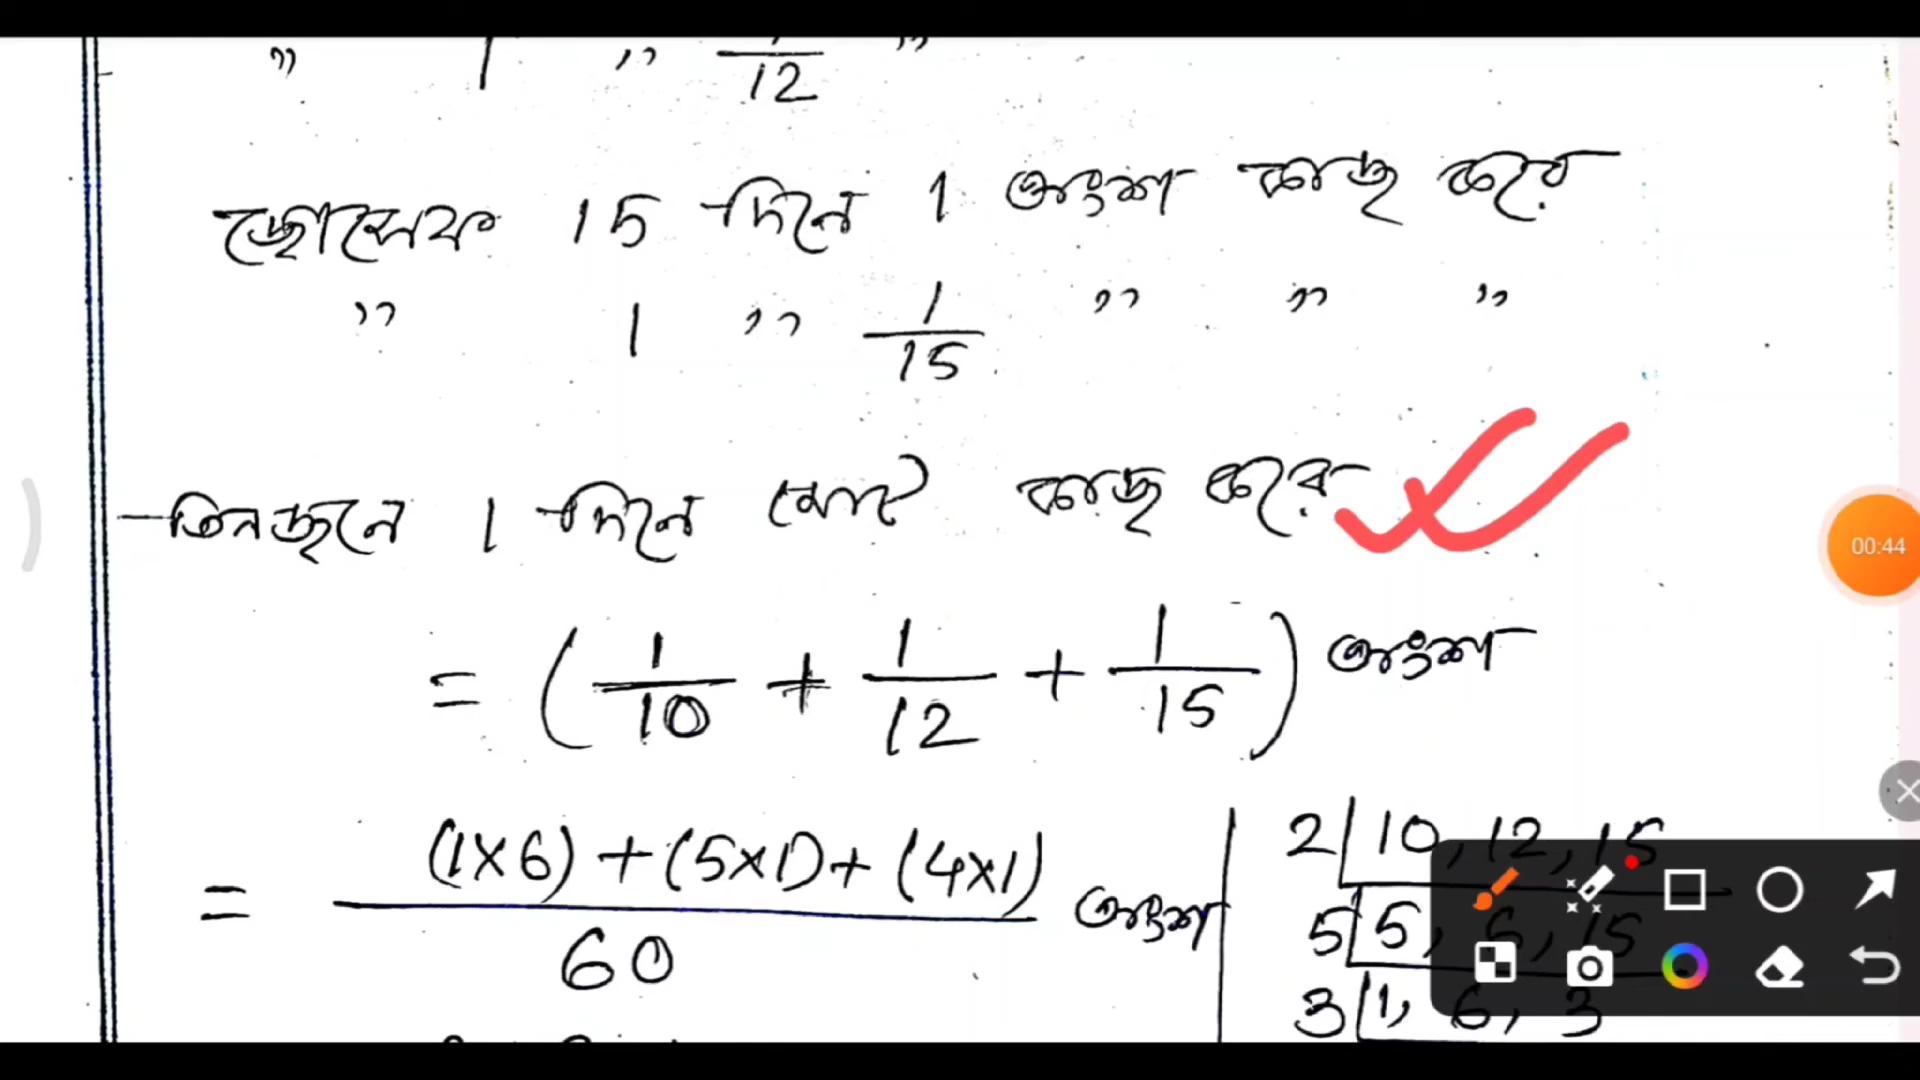 " 1 " 1/12 "
জোসেফ 15 দিনে 1 অংশ কাজ করে
" 1 " 1/15 " " "
তিনজনে 1 দিনে মোট কাজ করে
= (1/10 + 1/12 + 1/15) অংশ
= (1×6) + (5×1) + (4×1) / 60 অংশ
2 | 10, 12, 15
5 | 5, 6, 15
3 | 1, 6, 3
00:44